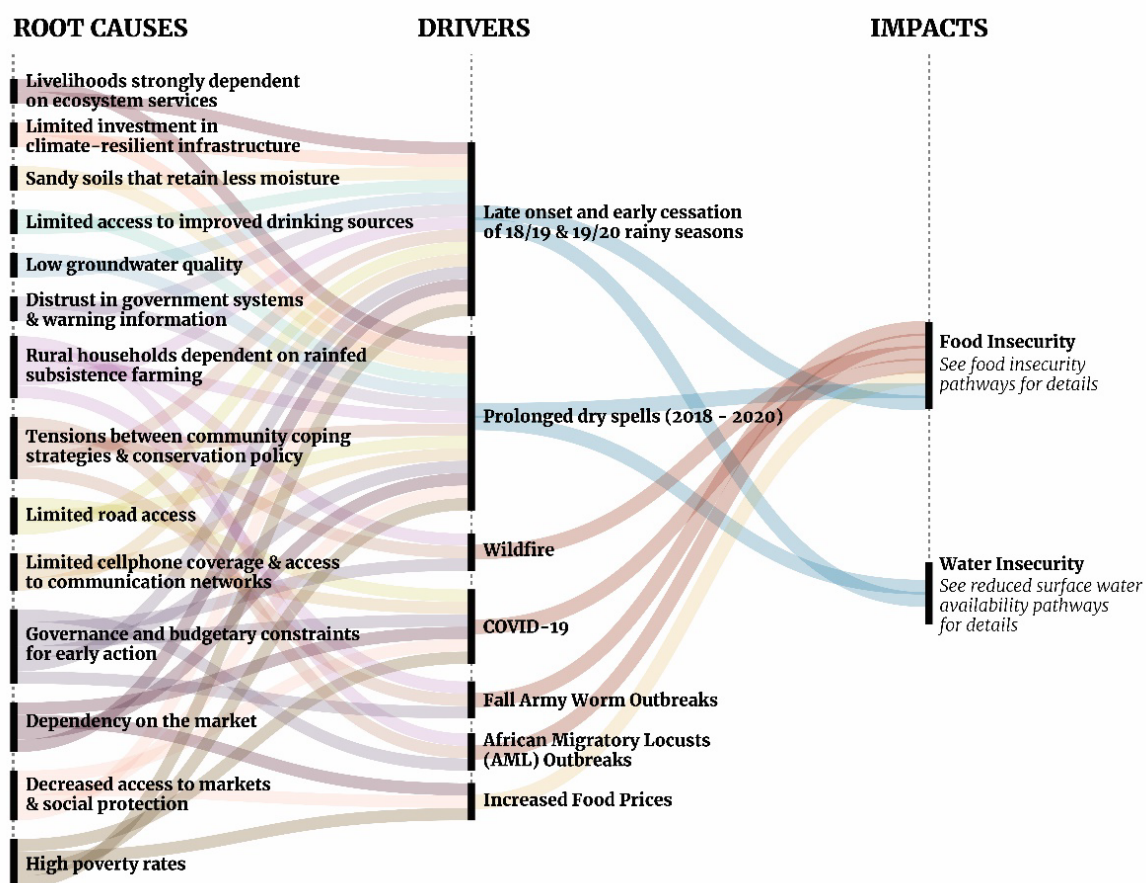 ROOT CAUSES
DRIVERS
IMPACTS
Livelihoods strongly dependent
on ecosystem services
Limited investment in
climate-resilient infrastructure
Sandy soils that retain less moisture
Limited access to improved drinking sources
Low groundwater quality
Distrust in government systems
& warning information
Rural households dependent on rainfed
subsistence farming
Tensions between community coping
strategies & conservation policy
Limited road access
Limited cellphone coverage & access
to communication networks
Governance and budgetary constraints
for early action
Dependency on the market
Decreased access to markets
& social protection
High poverty rates
Late onset and early cessation
of 18/19 & 19/20 rainy seasons
Prolonged dry spells (2018 - 2020)
Wildfire
COVID-19
Fall Army Worm Outbreaks
African Migratory Locusts
(AML) Outbreaks
Increased Food Prices
Food Insecurity
See food insecurity
pathways for details
Water Insecurity
See reduced surface water
availability pathways
for details